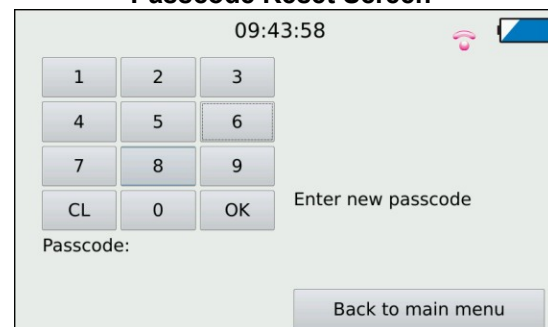 Passcode Reset Screen
09:43:58
1 2 3
4 5 6
7 8 9
CL 0 OK
Enter new passcode
Passcode:
Back to main menu